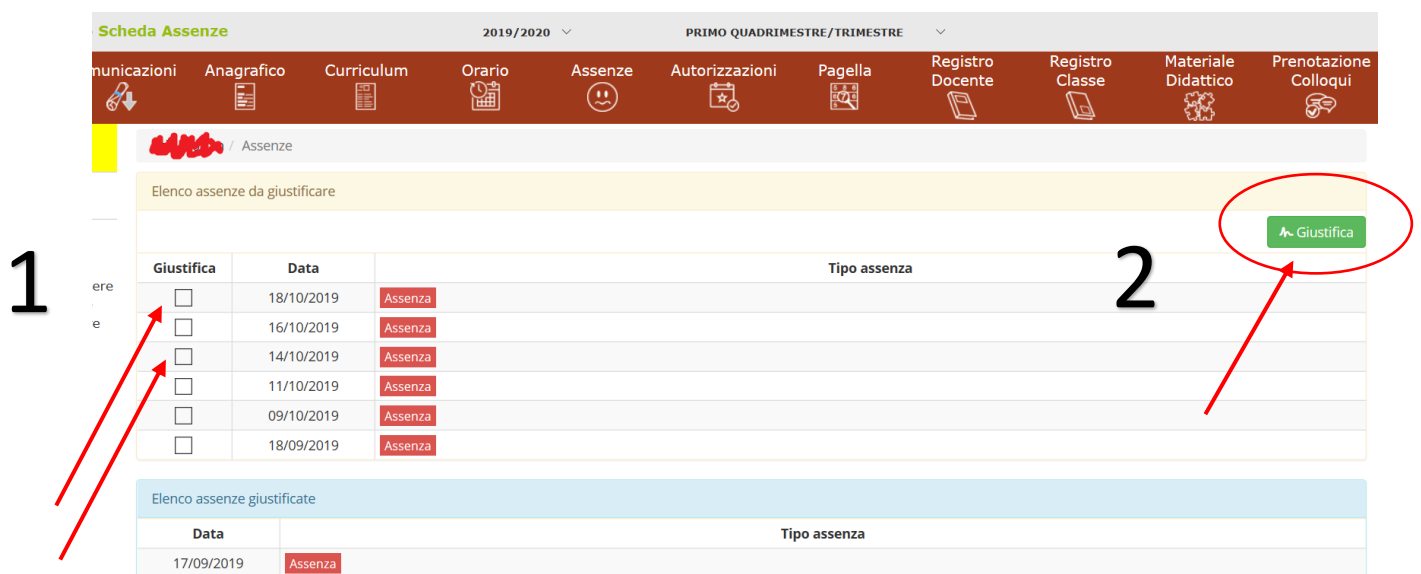 Scheda Assenze 2019/2020 PRIMO QUADRIMESTRE/TRIMESTRE
Anagrafico Curriculum Orario Assenze Autorizzazioni Pagella Registro Docente Registro Classe Materiale Didattico Prenotazione Colloqui
/ Assenze
Elenco assenze da giustificare
Giustifica
1
2
Giustifica Data Tipo assenza
18/10/2019 Assenza
16/10/2019 Assenza
14/10/2019 Assenza
11/10/2019 Assenza
09/10/2019 Assenza
18/09/2019 Assenza
Elenco assenze giustificate
Data Tipo assenza
17/09/2019 Assenza